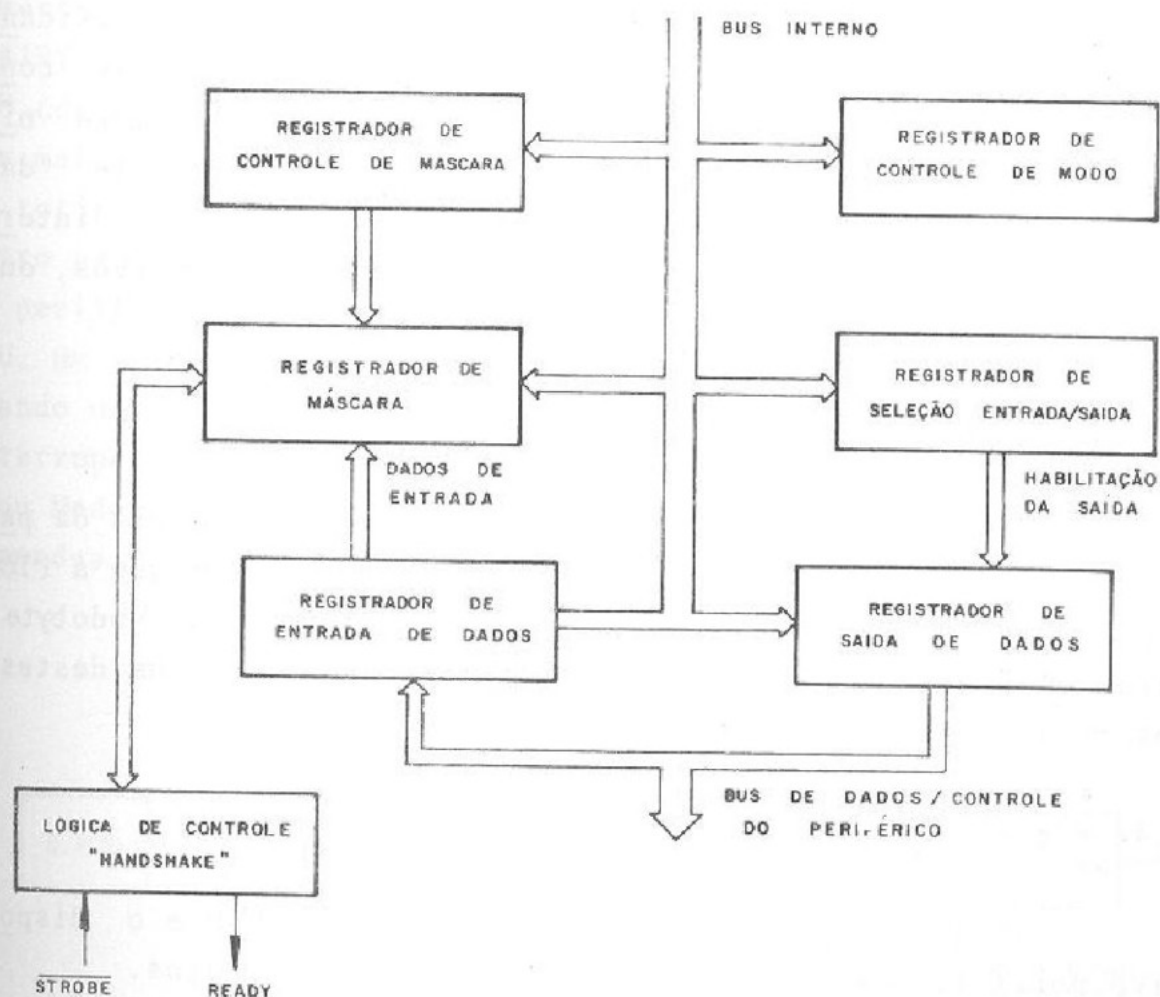 BUS INTERNO
REGISTRADOR DE
CONTROLE DE MASCARA
REGISTRADOR DE
CONTROLE DE MODO
REGISTRADOR DE
MÁSCARA
REGISTRADOR DE
SELEÇÃO ENTRADA/SAIDA
DADOS DE
ENTRADA
HABILITAÇÃO
DA SAIDA
REGISTRADOR DE
ENTRADA DE DADOS
REGISTRADOR DE
SAIDA DE DADOS
BUS DE DADOS / CONTROLE
DO PERIFÉRICO
LÓGICA DE CONTROLE
"HANDSHAKE"
STROBE
READY